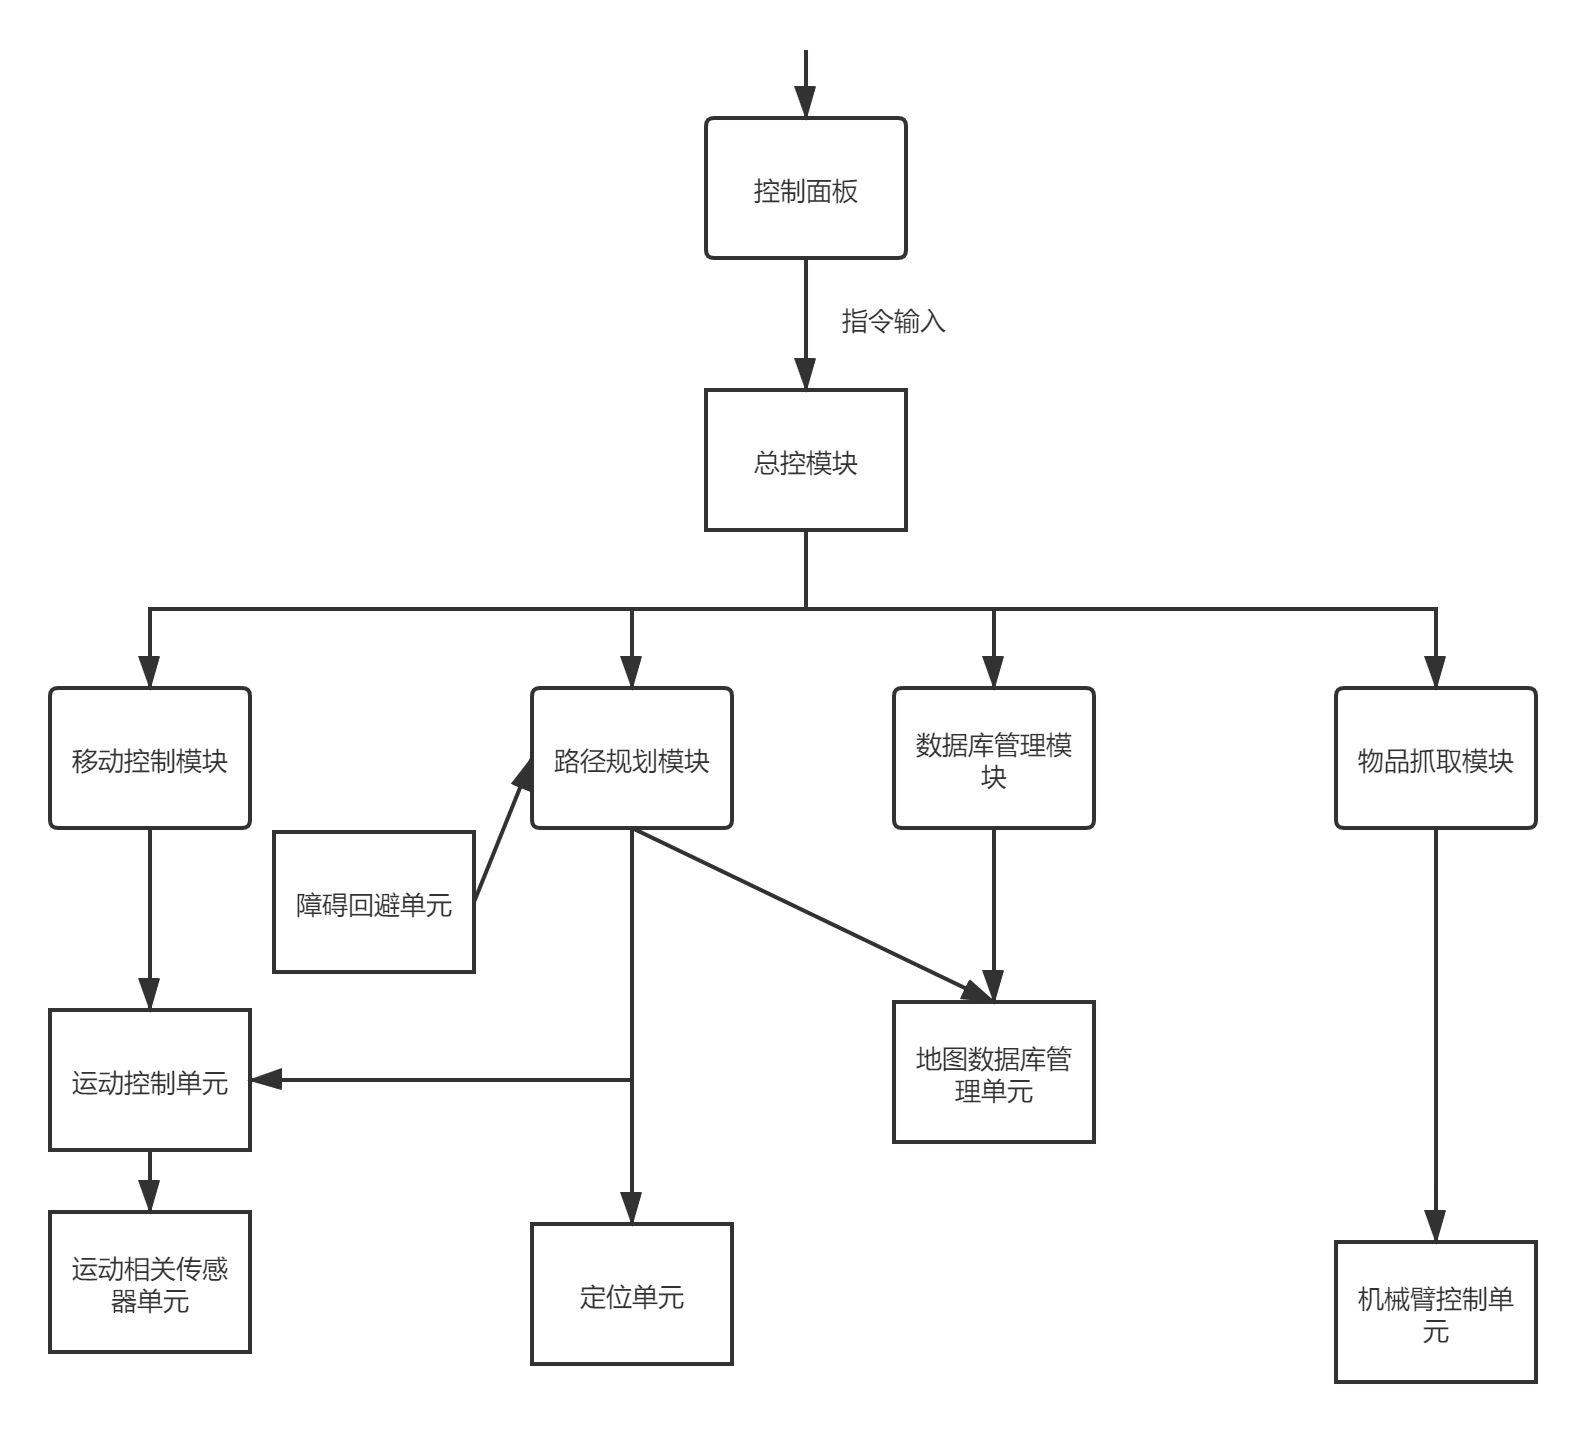 控制面板
指令输入
总控模块
移动控制模块
路径规划模块
数据库管理模
块
物品抓取模块
障碍回避单元
运动控制单元
地图数据库管
理单元
运动相关传感
器单元
定位单元
机械臂控制单
元